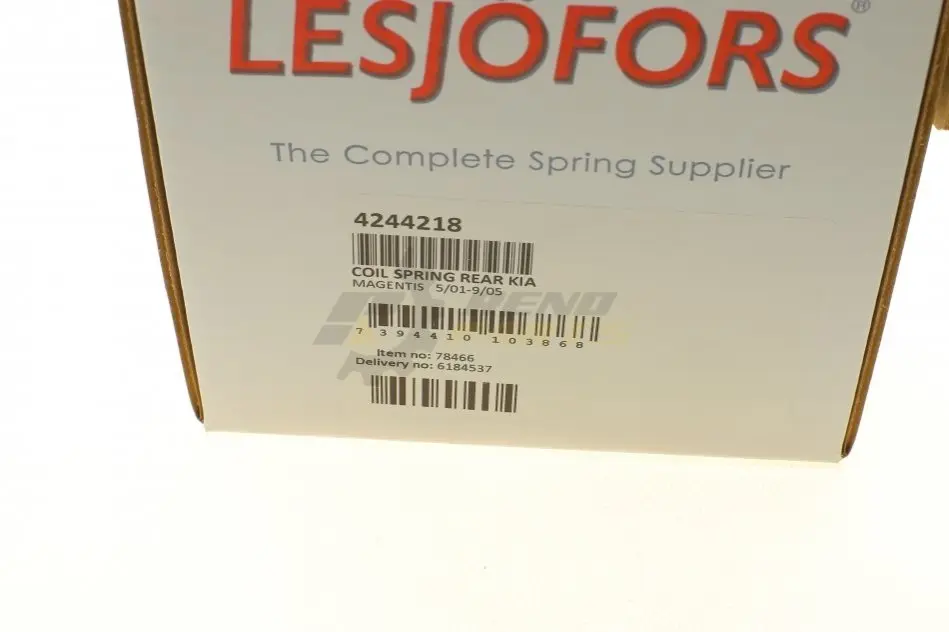 LESJÖFORS®
The Complete Spring Supplier
4244218
COIL SPRING REAR KIA
MAGENTIS 5/01-9/05
7 394410 103868
Item no: 78466
Delivery no: 6184537